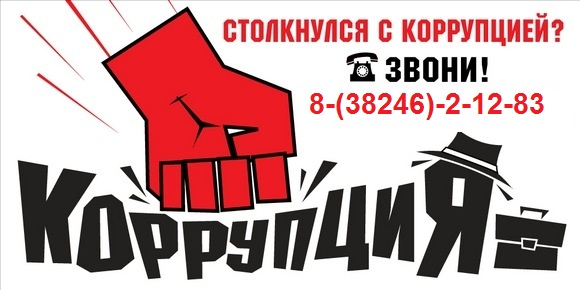 СТОЛКНУЛСЯ С КОРРУПЦИЕЙ?
ЗВОНИ!
8-(38246)-2-12-83
КОРРУПЦИЯ